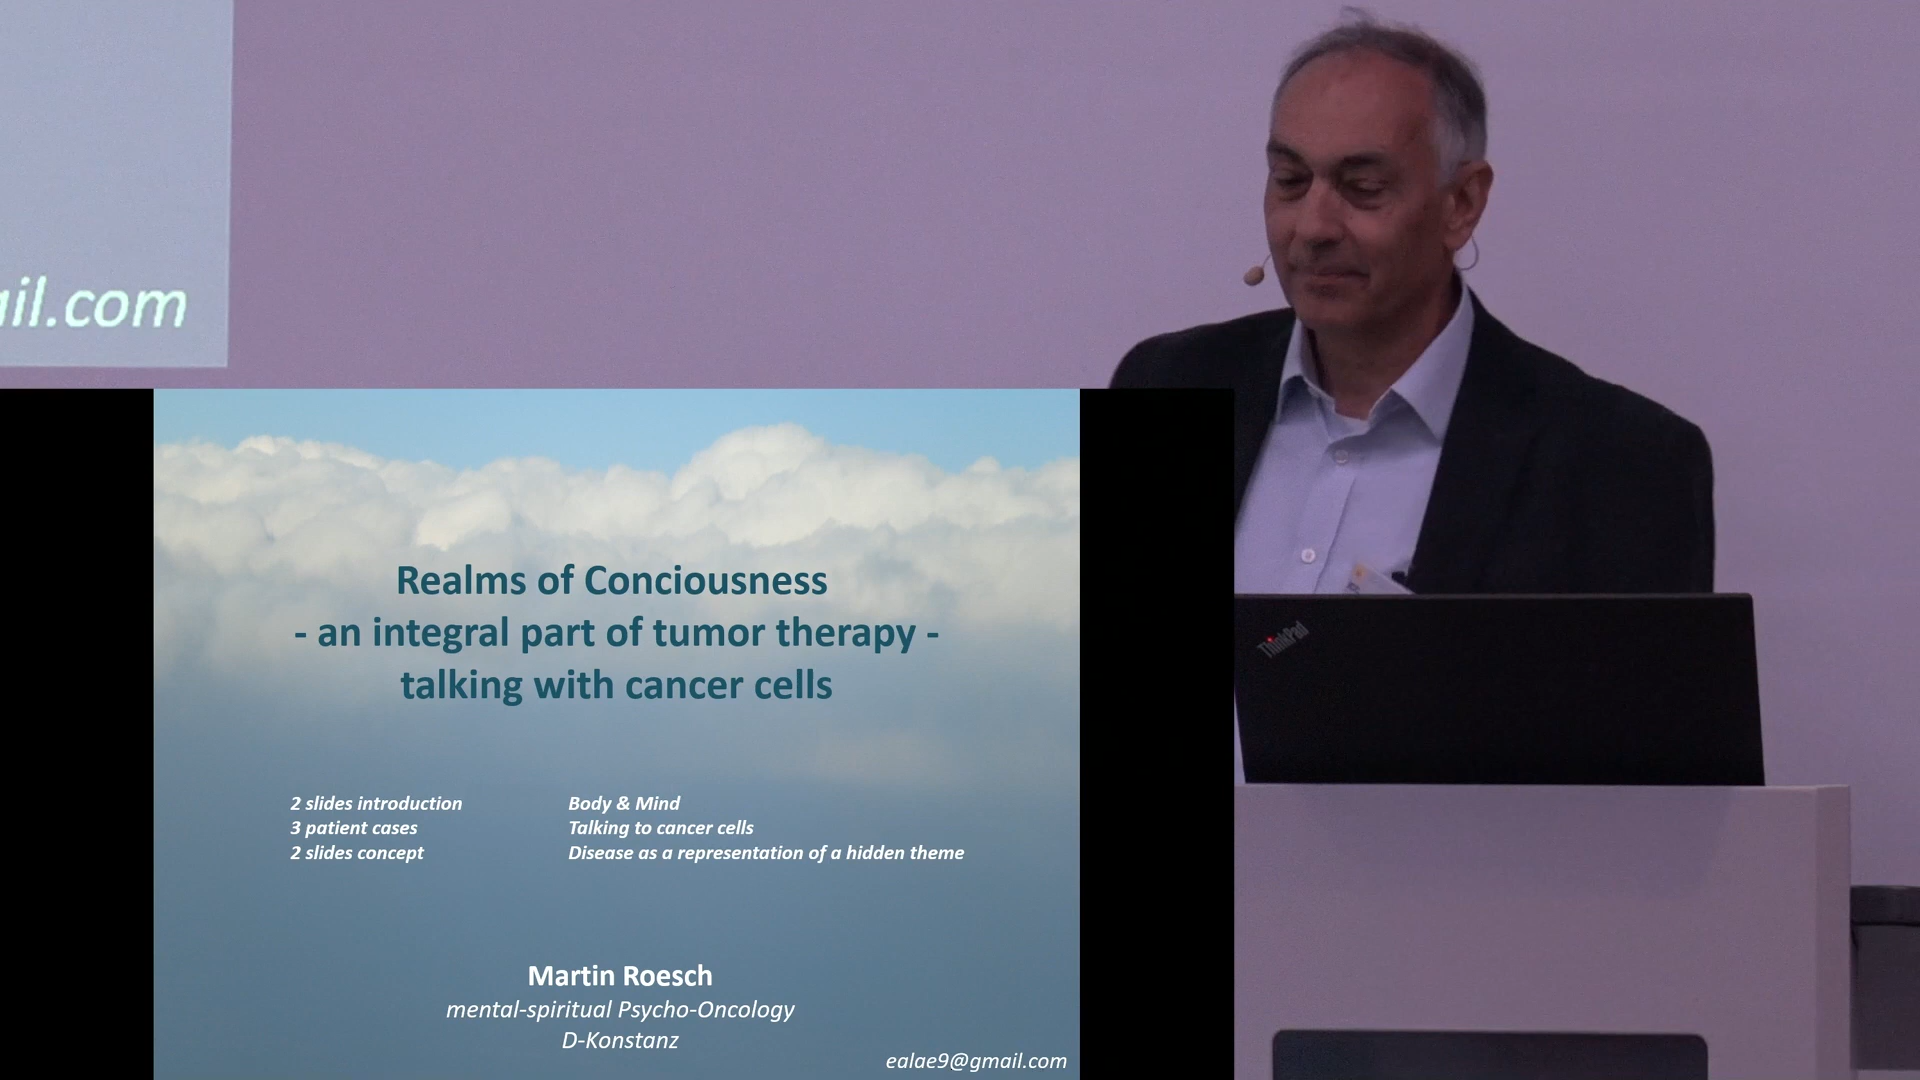 ail.com
Realms of Conciousness
- an integral part of tumor therapy -
talking with cancer cells
2 slides introduction Body & Mind
3 patient cases Talking to cancer cells
2 slides concept Disease as a representation of a hidden theme
Martin Roesch
mental-spiritual Psycho-Oncology
D-Konstanz
ealae9@gmail.com
ThinkPad